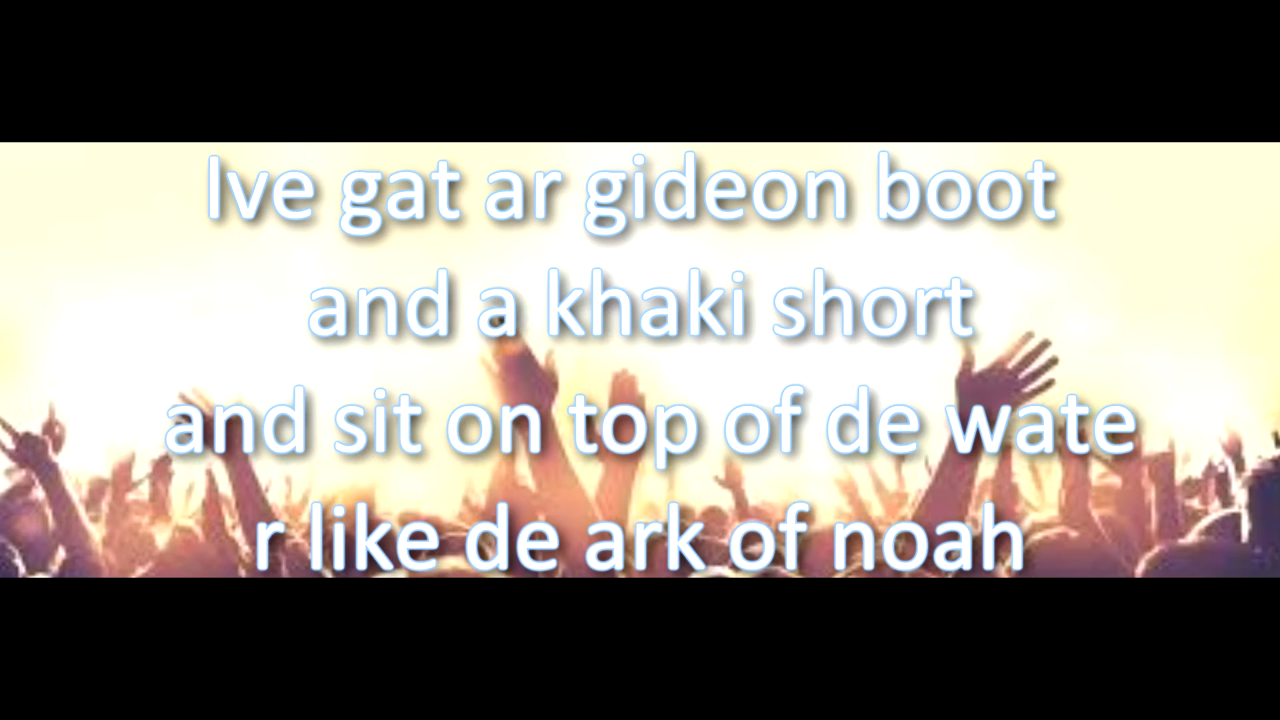 Ive gat ar gideon boot
and a khaki short
and sit on top of de wate
r like de ark of noah